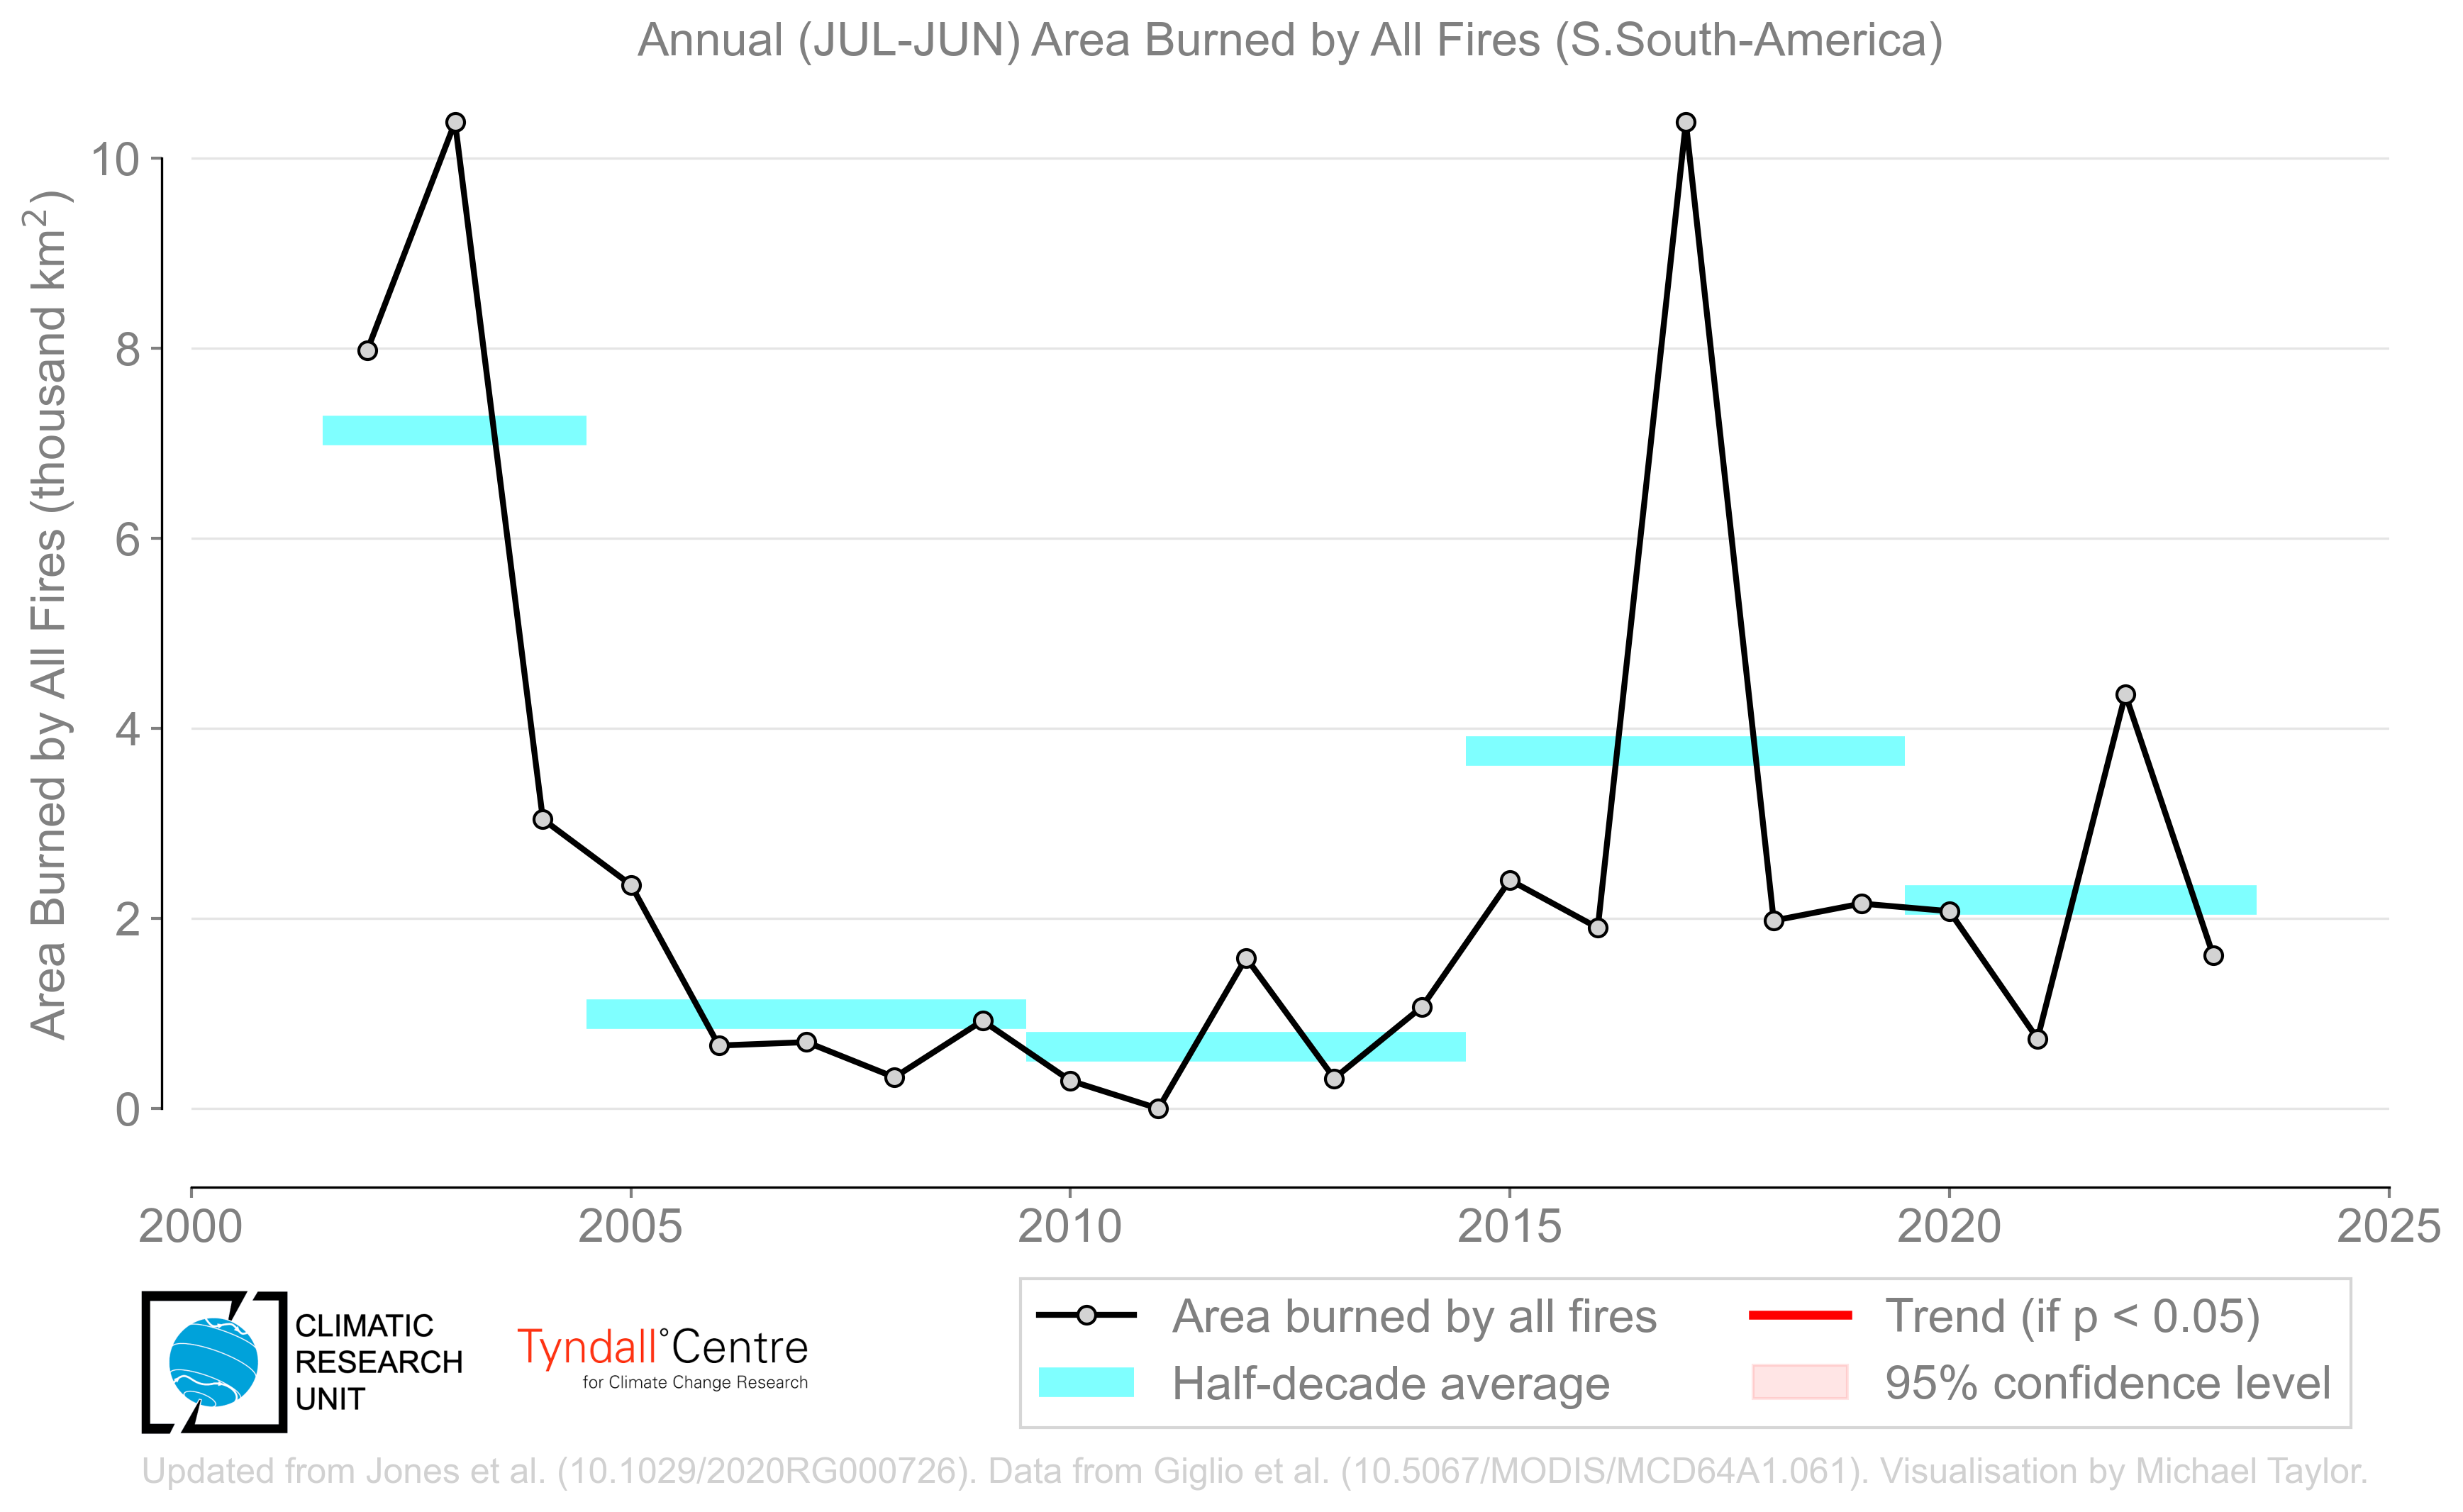 Annual (JUL-JUN) Area Burned by All Fires (S.South-America)
Area Burned by All Fires (thousand km²)
10
8
6
4
2
0
2000
2005
2010
2015
2020
2025
CLIMATIC
RESEARCH
UNIT
Tyndall°Centre
for Climate Change Research
Area burned by all fires
Half-decade average
Trend (if p < 0.05)
95% confidence level
Updated from Jones et al. (10.1029/2020RG000726). Data from Giglio et al. (10.5067/MODIS/MCD64A1.061). Visualisation by Michael Taylor.